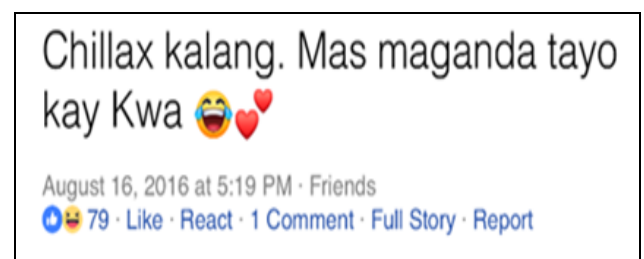 Chillax kalang. Mas maganda tayo
kay Kwa 😂💕
August 16, 2016 at 5:19 PM · Friends
79 · Like · React · 1 Comment · Full Story · Report